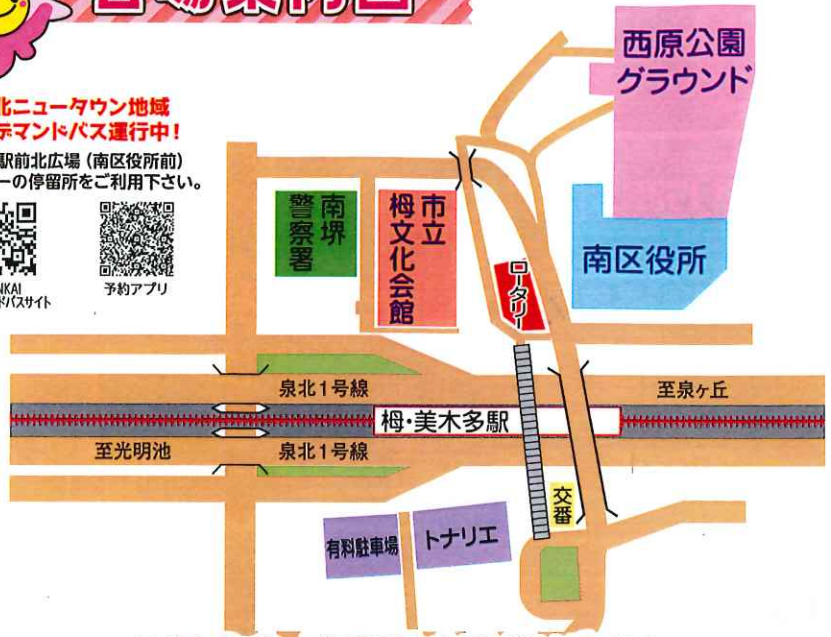 会場案内図
北ニュータウン地域
デマンドバス運行中!
駅前北広場(南区役所前)
ーの停留所をご利用下さい。
NKAI
ドバスサイト
予約アプリ
西原公園
グラウンド
南堺
警察署
市立
栂文化会館
ロータリー
南区役所
泉北1号線
至泉ヶ丘
栂・美木多駅
至光明池
泉北1号線
交番
有料駐車場
トナリエ